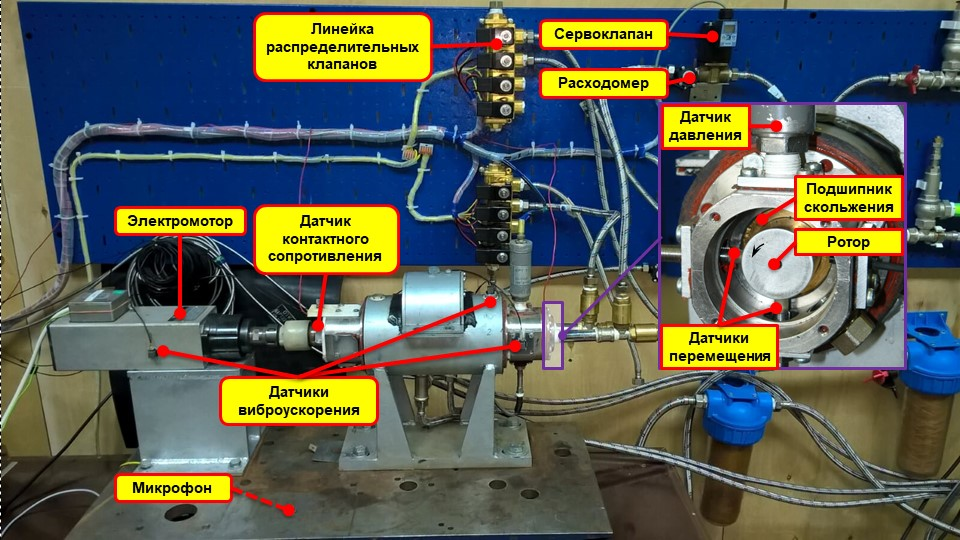 Линейка
распределительных
клапанов
Сервоклапан
Расходомер
Датчик
давления
Подшипник
скольжения
Ротор
Датчики
перемещения
Электромотор
Датчик
контактного
сопротивления
Датчики
виброускорения
Микрофон